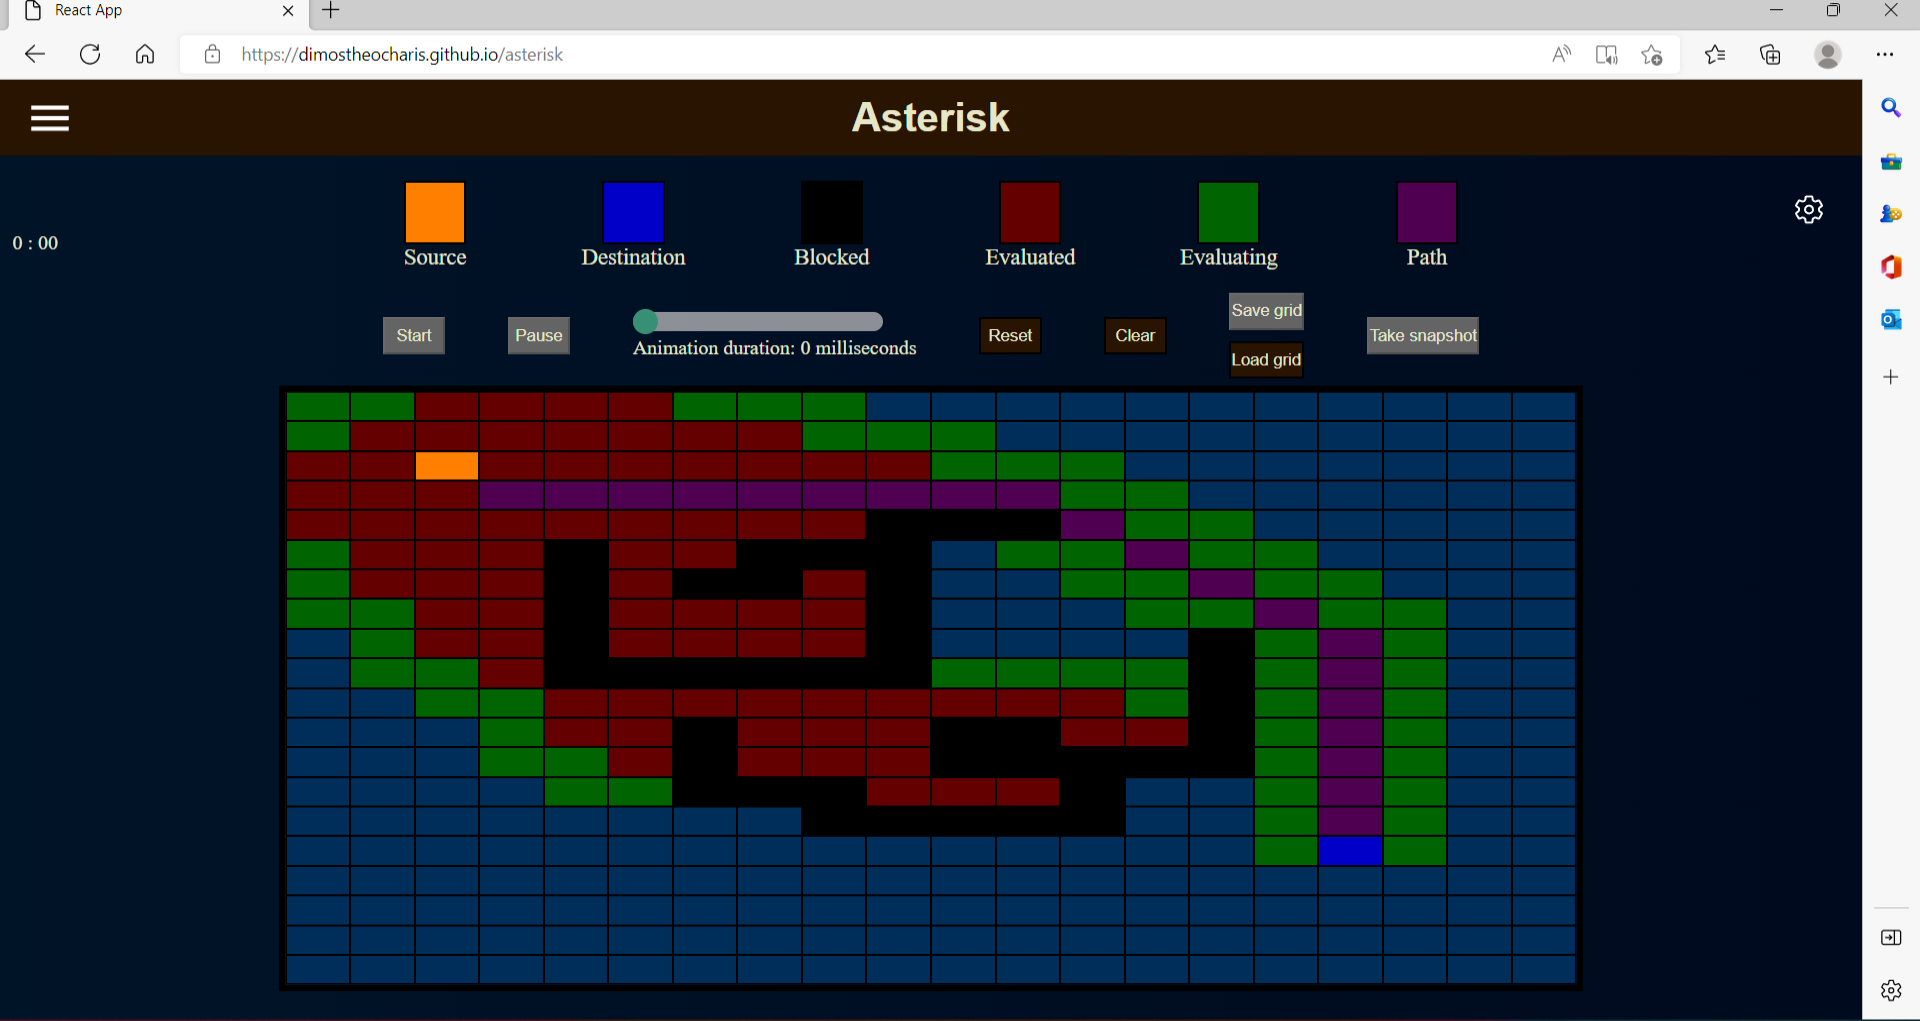 React App
https://dimostheocharis.github.io/asterisk
Asterisk
0 : 00
Source
Destination
Blocked
Evaluated
Evaluating
Path
Start
Pause
Animation duration: 0 milliseconds
Reset
Clear
Save grid
Load grid
Take snapshot